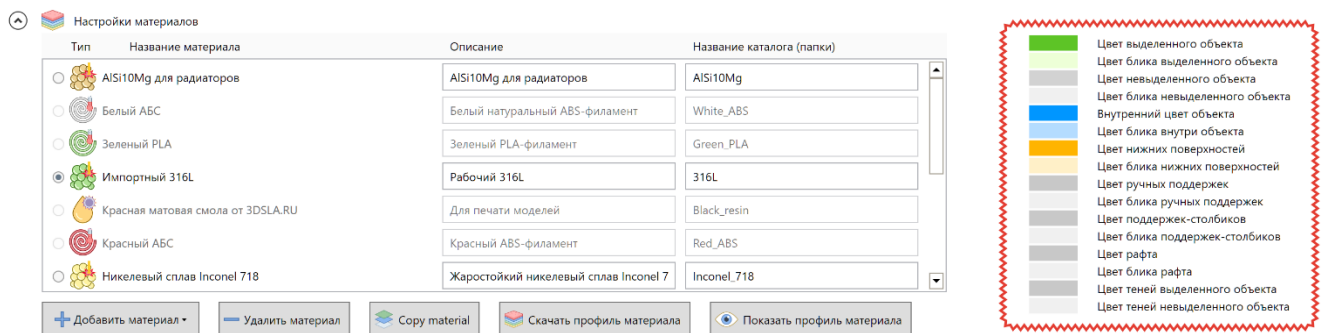 Настройки материалов
Тип Название материала Описание Название каталога (папки)
AlSi10Mg для радиаторов AlSi10Mg для радиаторов AlSi10Mg
Белый АБС Белый натуральный ABS-филамент White_ABS
Зеленый PLA Зеленый PLA-филамент Green_PLA
Импортный 316L Рабочий 316L 316L
Красная матовая смола от 3DSLA.RU Для печати моделей Black_resin
Красный АБС Красный ABS-филамент Red_ABS
Никелевый сплав Inconel 718 Жаростойкий никелевый сплав Inconel 7 Inconel_718
Добавить материал Удалить материал Copy material Скачать профиль материала Показать профиль материала
Цвет выделенного объекта
Цвет блика выделенного объекта
Цвет невыделенного объекта
Цвет блика невыделенного объекта
Внутренний цвет объекта
Цвет блика внутри объекта
Цвет нижних поверхностей
Цвет блика нижних поверхностей
Цвет ручных поддержек
Цвет блика ручных поддержек
Цвет поддержек-столбиков
Цвет блика поддержек-столбиков
Цвет рафта
Цвет блика рафта
Цвет теней выделенного объекта
Цвет теней невыделенного объекта